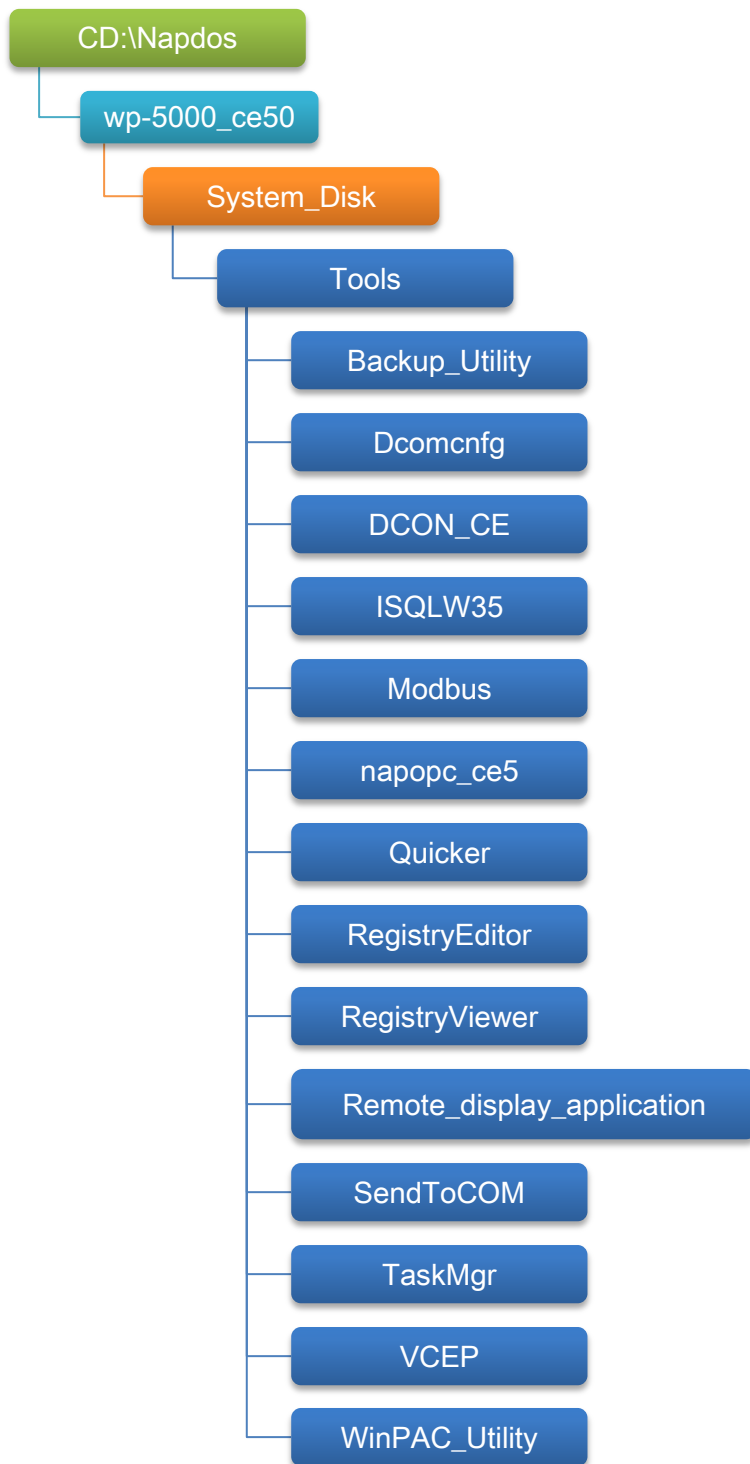 CD:\Napdos
wp-5000_ce50
System_Disk
Tools
Backup_Utility
Dcomcnfg
DCON_CE
ISQLW35
Modbus
napopc_ce5
Quicker
RegistryEditor
RegistryViewer
Remote_display_application
SendToCOM
TaskMgr
VCEP
WinPAC_Utility